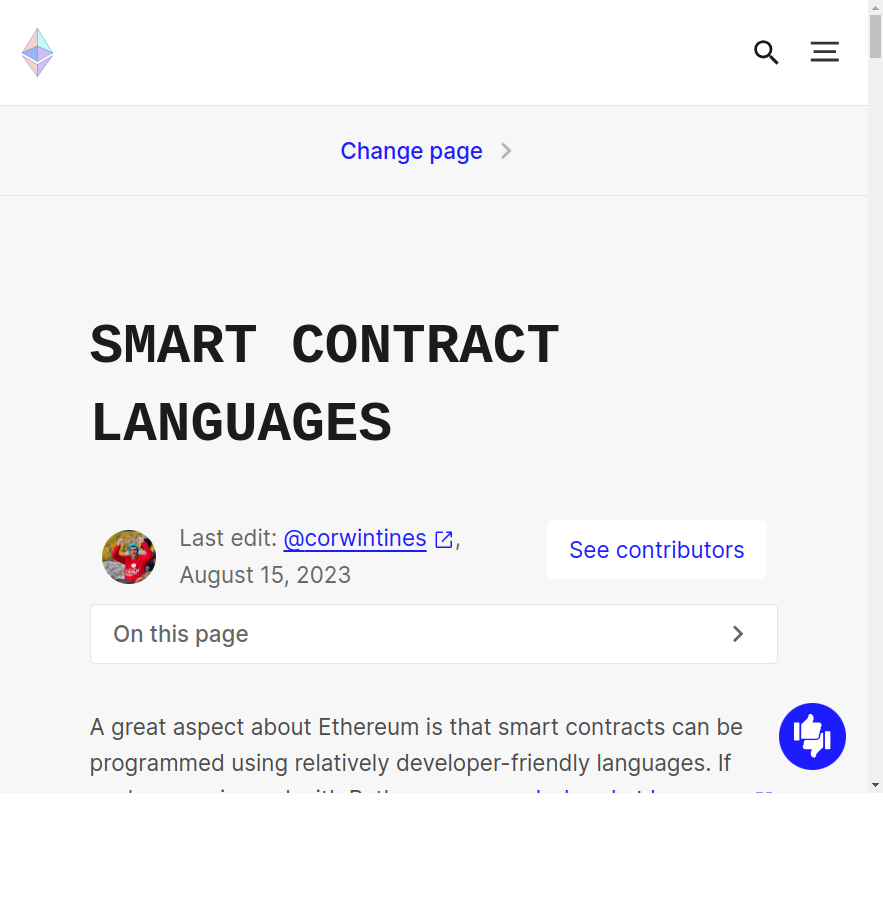 Change page
SMART CONTRACT
LANGUAGES
Last edit: @corwintines,
August 15, 2023
See contributors
On this page
A great aspect about Ethereum is that smart contracts can be
programmed using relatively developer-friendly languages. If